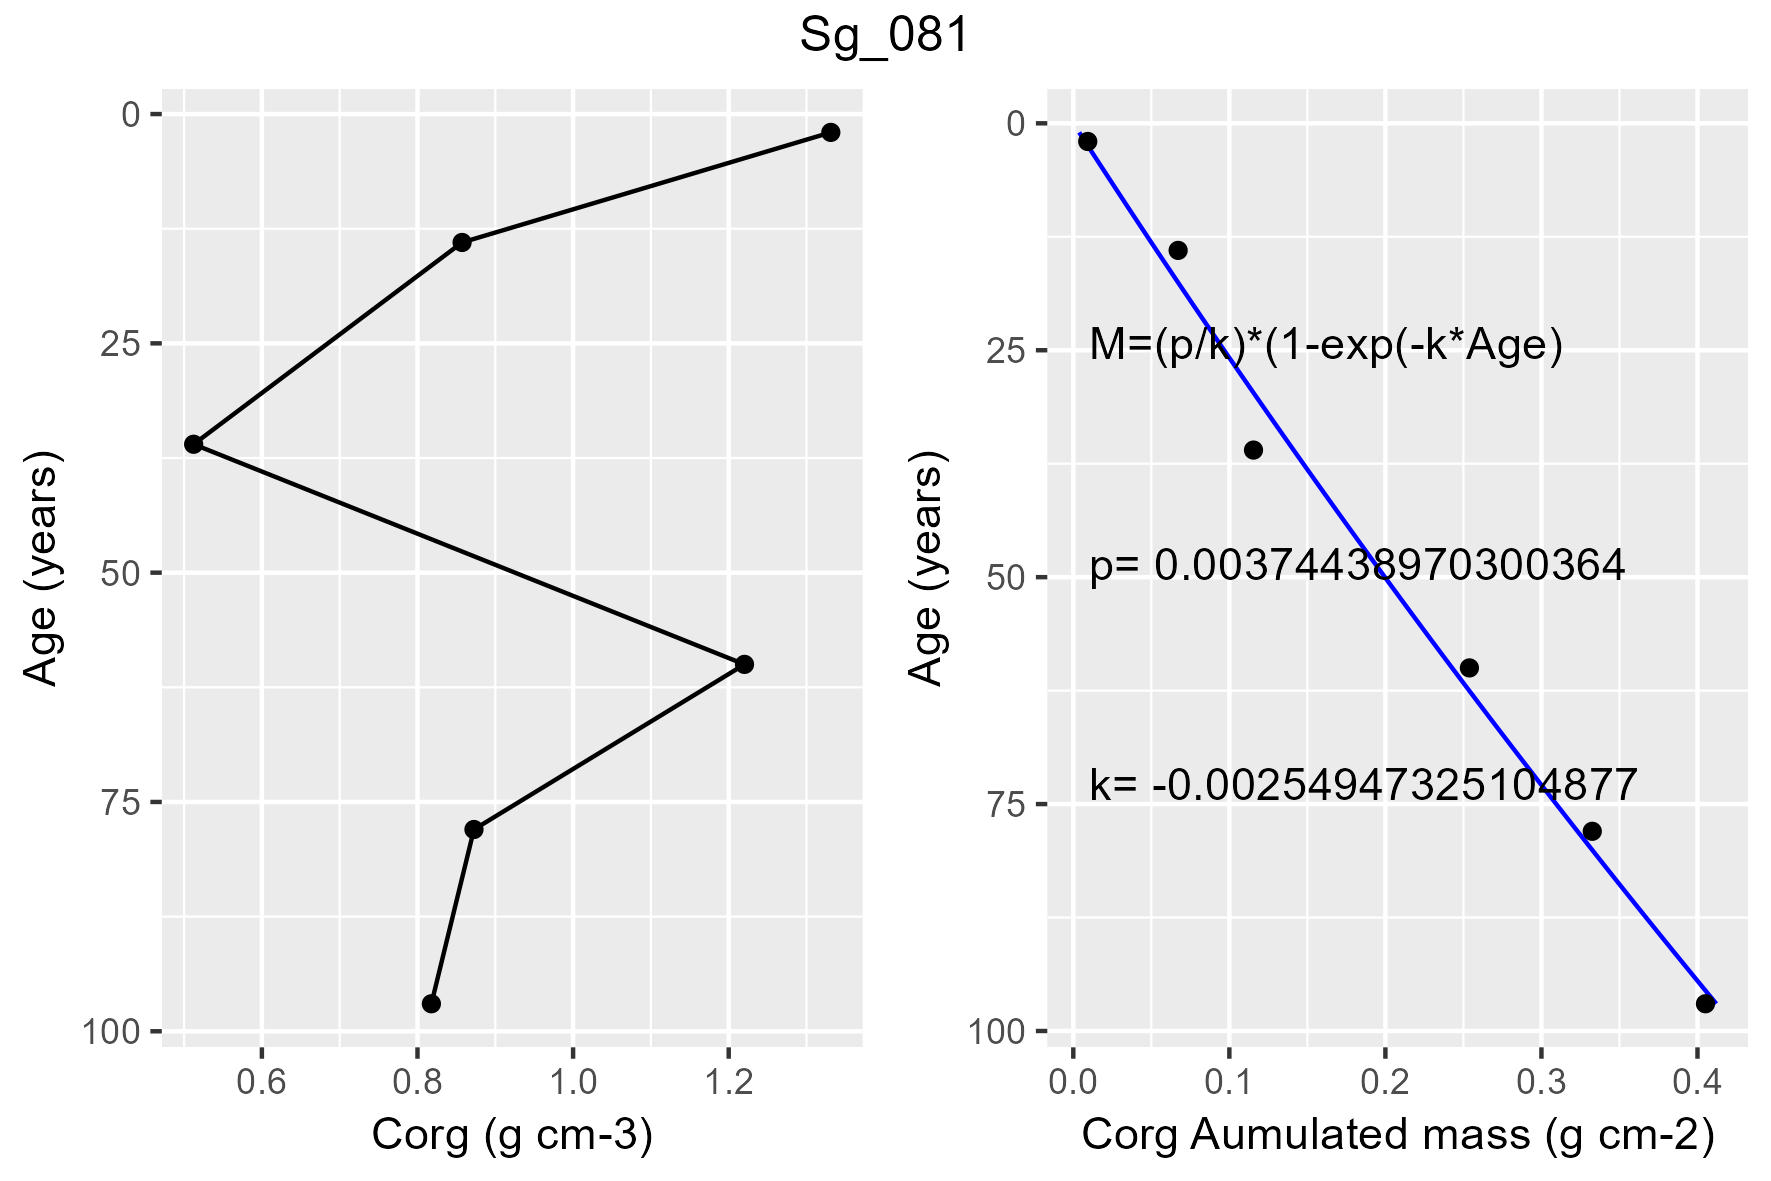 Sg_081
0
25
50
75
100
Age (years)
0.6 0.8 1.0 1.2
Corg (g cm-3)
0
25
50
75
100
Age (years)
M=(p/k)*(1-exp(-k*Age)
p= 0.00374438970300364
k= -0.00254947325104877
0.0 0.1 0.2 0.3 0.4
Corg Aumulated mass (g cm-2)